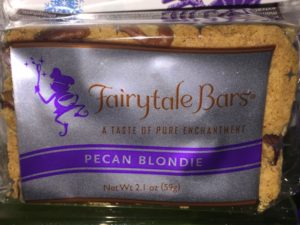 Fairytale Bars®
A TASTE OF PURE ENCHANTMENT
PECAN BLONDIE
Net Wt. 2.1 oz (59g)